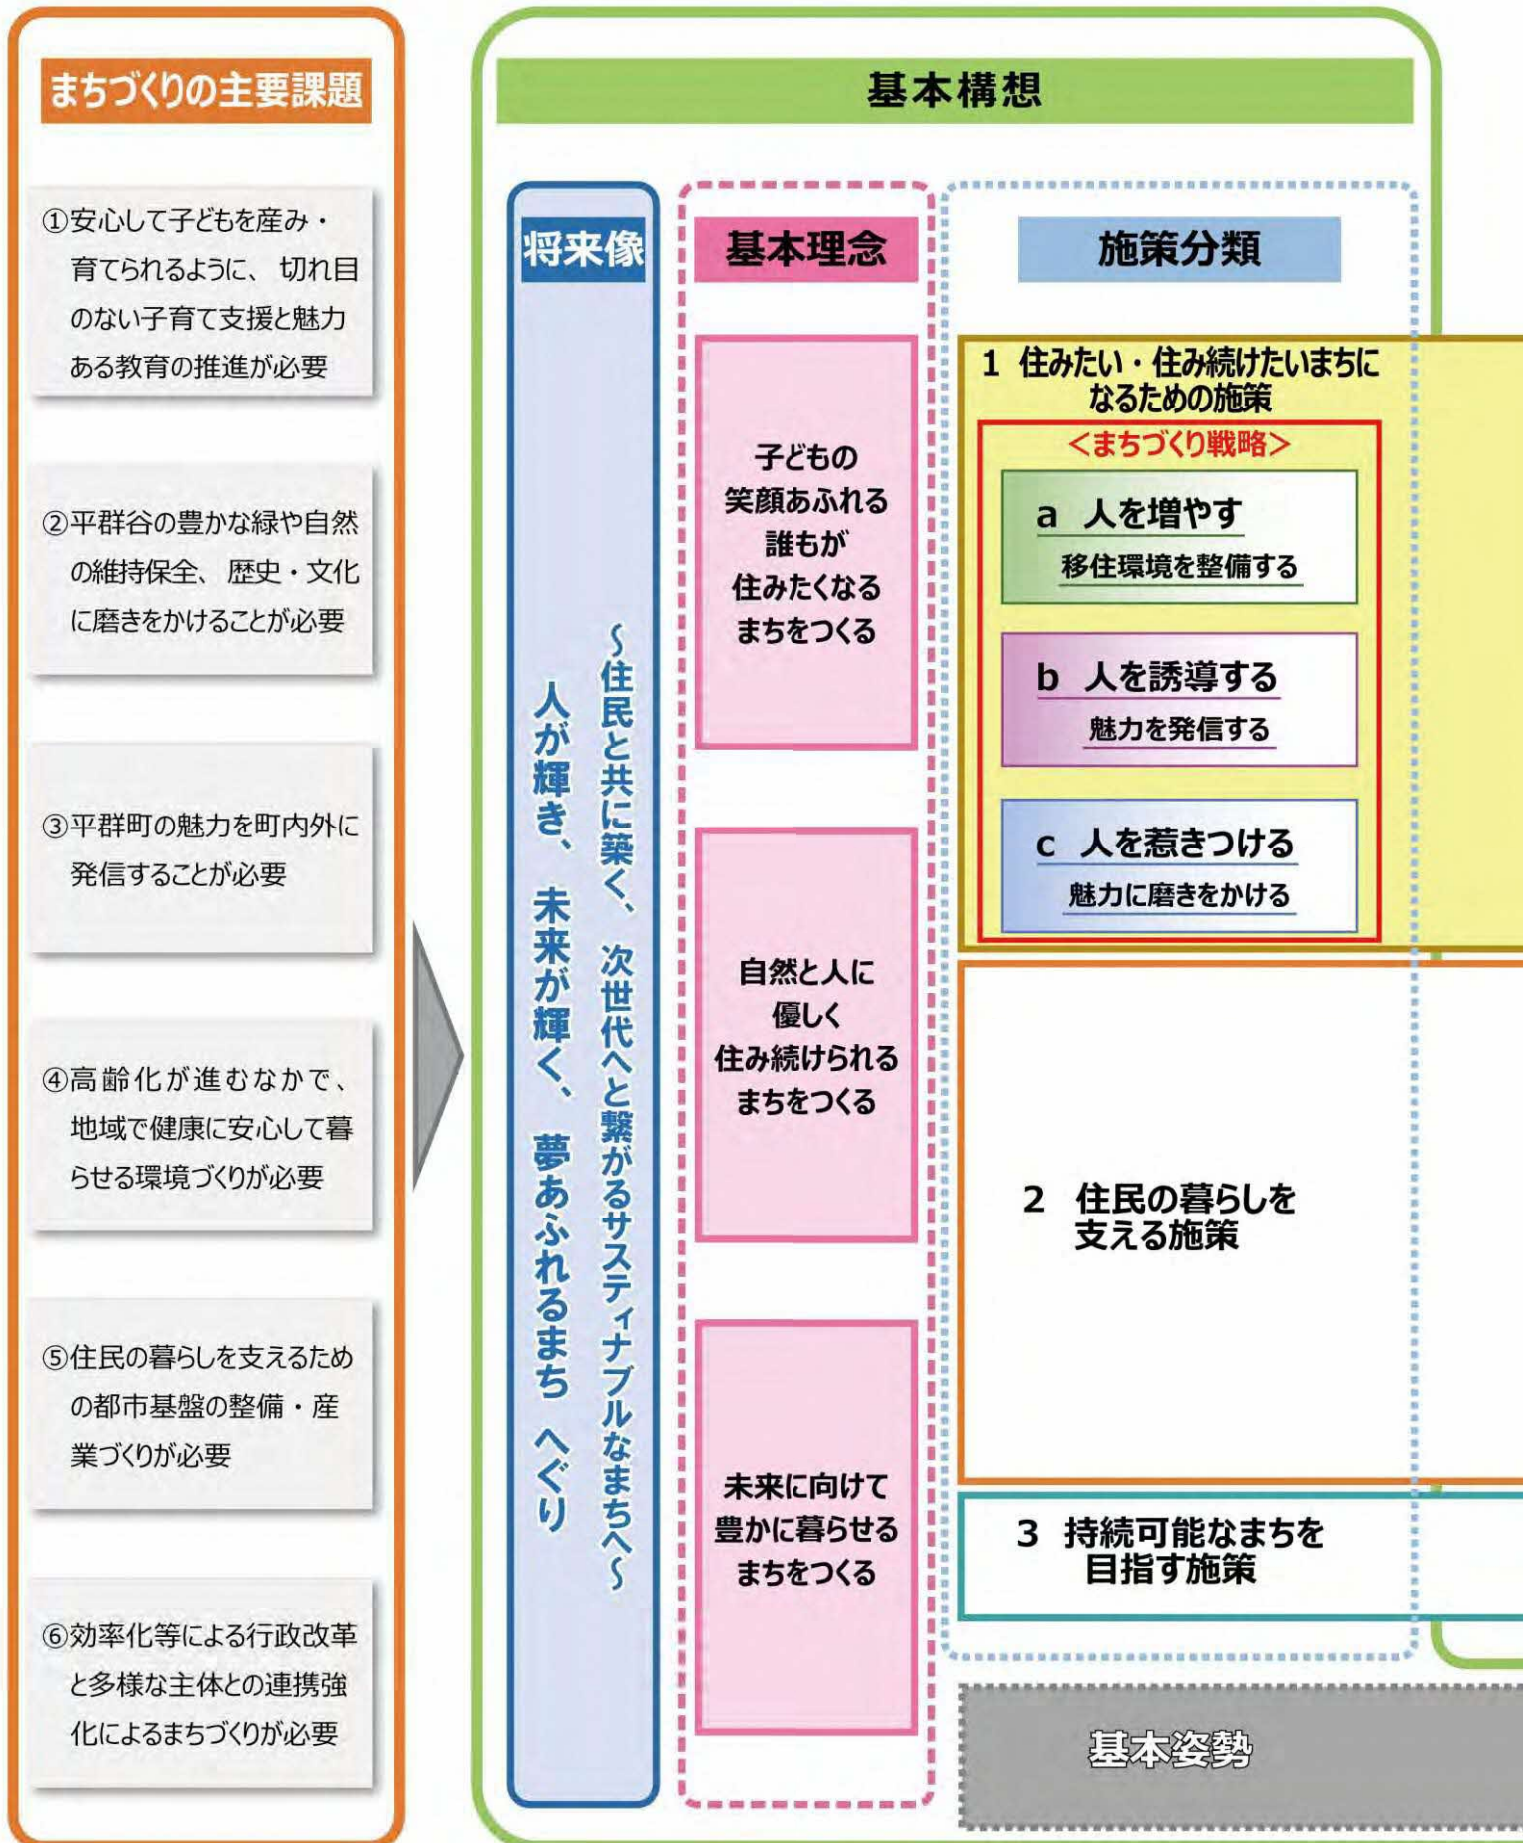 まちづくりの主要課題
①安心して子どもを産み・
育てられるように、切れ目
のない子育て支援と魅力
ある教育の推進が必要
②平群谷の豊かな緑や自然
の維持保全、歴史・文化
に磨きをかけることが必要
③平群町の魅力を町内外に
発信することが必要
④高齢化が進むなかで、
地域で健康に安心して暮
らせる環境づくりが必要
⑤住民の暮らしを支えるため
の都市基盤の整備・産
業づくりが必要
⑥効率化等による行政改革
と多様な主体との連携強
化によるまちづくりが必要
基本構想
将来像
~住民と共に築く、次世代へと繋がるサスティナブルなまちへ~
人が輝き、未来が輝く、夢あふれるまち へぐり
基本理念
子どもの
笑顔あふれる
誰もが
住みたくなる
まちをつくる
自然と人に
優しく
住み続けられる
まちをつくる
未来に向けて
豊かに暮らせる
まちをつくる
施策分類
1 住みたい・住み続けたいまちに
なるための施策
<まちづくり戦略>
a 人を増やす
移住環境を整備する
b 人を誘導する
魅力を発信する
c 人を惹きつける
魅力に磨きをかける
2 住民の暮らしを
支える施策
3 持続可能なまちを
目指す施策
基本姿勢